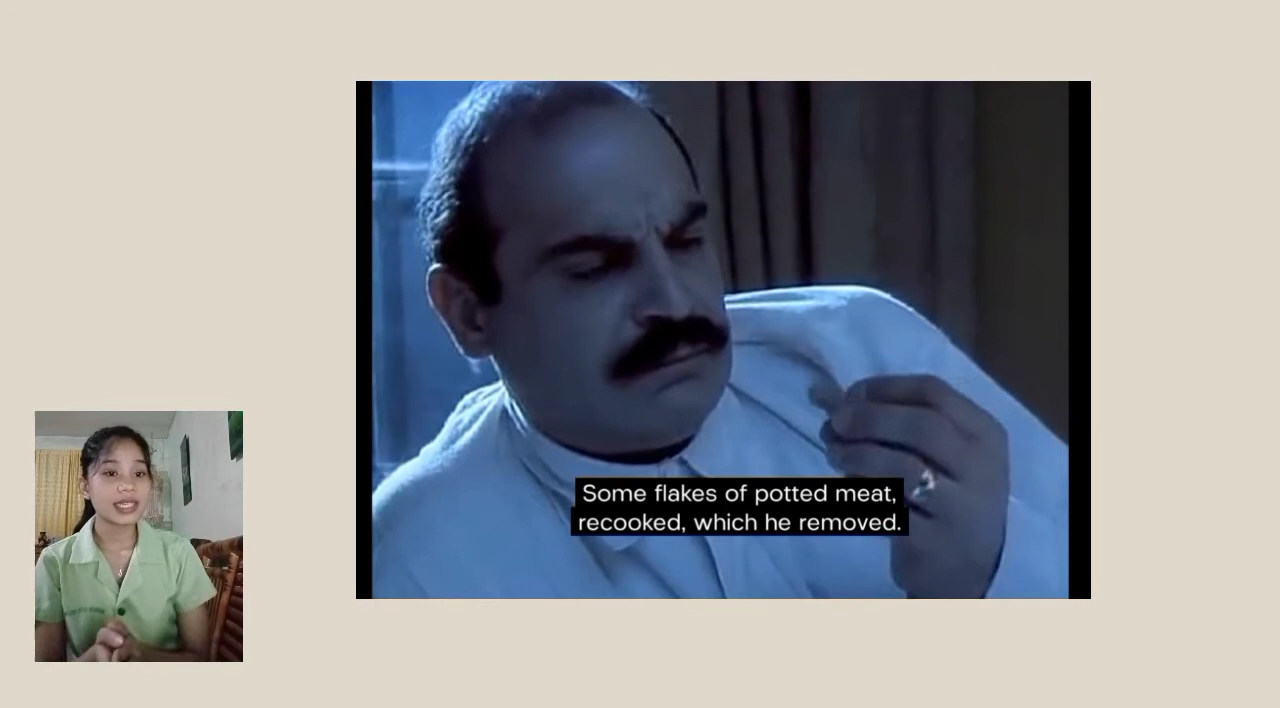 Some flakes of potted meat,
recooked, which he removed.